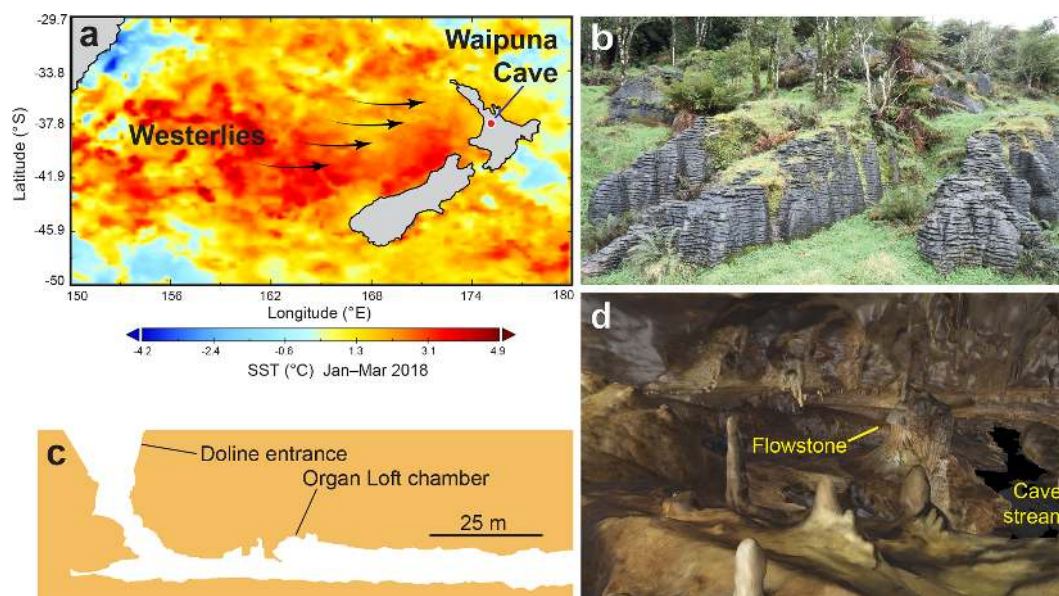 a
-29.7
-33.8
-37.8
-41.9
-45.9
-50
Latitude (°S)
150
156
162
168
174
180
Longitude (°E)
Westerlies
Waipuna
Cave
-4.2
-2.4
-0.6
1.3
3.1
4.9
SST (°C) Jan–Mar 2018
b
c
Doline entrance
Organ Loft chamber
25 m
d
Flowstone
Cave
stream